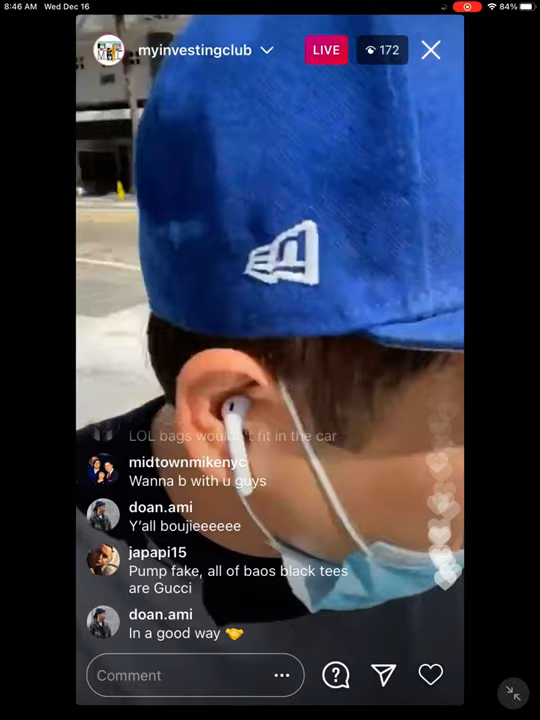 8:46 AM Wed Dec 16
84%
myinvestingclub
LIVE
172
LOL bags wouldn't fit in the car
midtownmikenyc
Wanna b with u guys
doan.ami
Y'all boujieeeeee
japapi15
Pump fake, all of baos black tees
are Gucci
doan.ami
In a good way 🤝
Comment